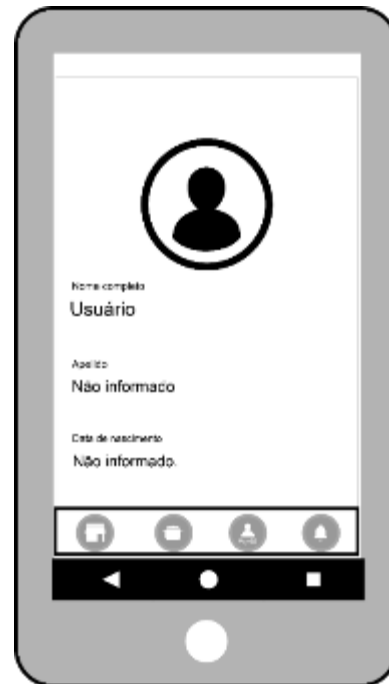 Nome completo
Usuário
Apelido
Não informado
Data de nascimento
Não informado.